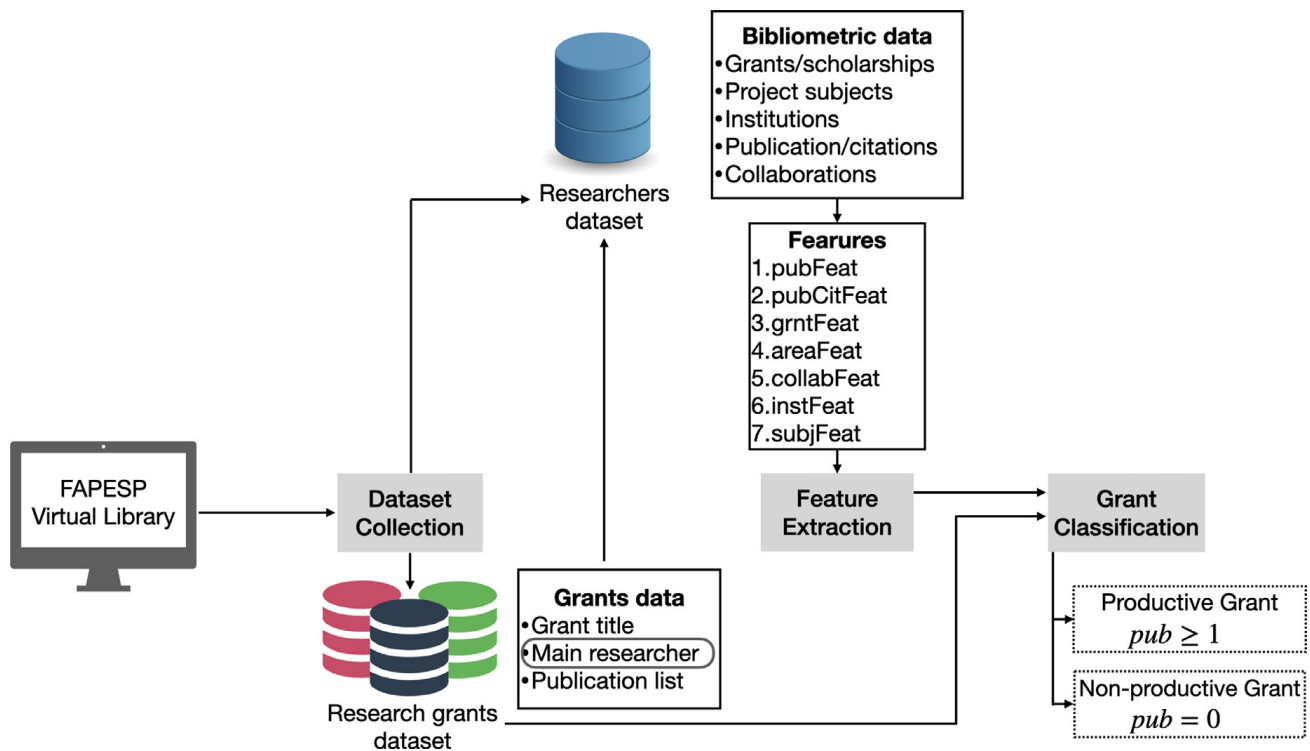 FAPESP
Virtual Library
Dataset
Collection
Researchers
dataset
Research grants
dataset
Grants data
•Grant title
•Main researcher
•Publication list
Bibliometric data
•Grants/scholarships
•Project subjects
•Institutions
•Publication/citations
•Collaborations
Fearures
1.pubFeat
2.pubCitFeat
3.grntFeat
4.areaFeat
5.collabFeat
6.instFeat
7.subjFeat
Feature
Extraction
Grant
Classification
Productive Grant
pub ≥ 1
Non-productive Grant
pub = 0